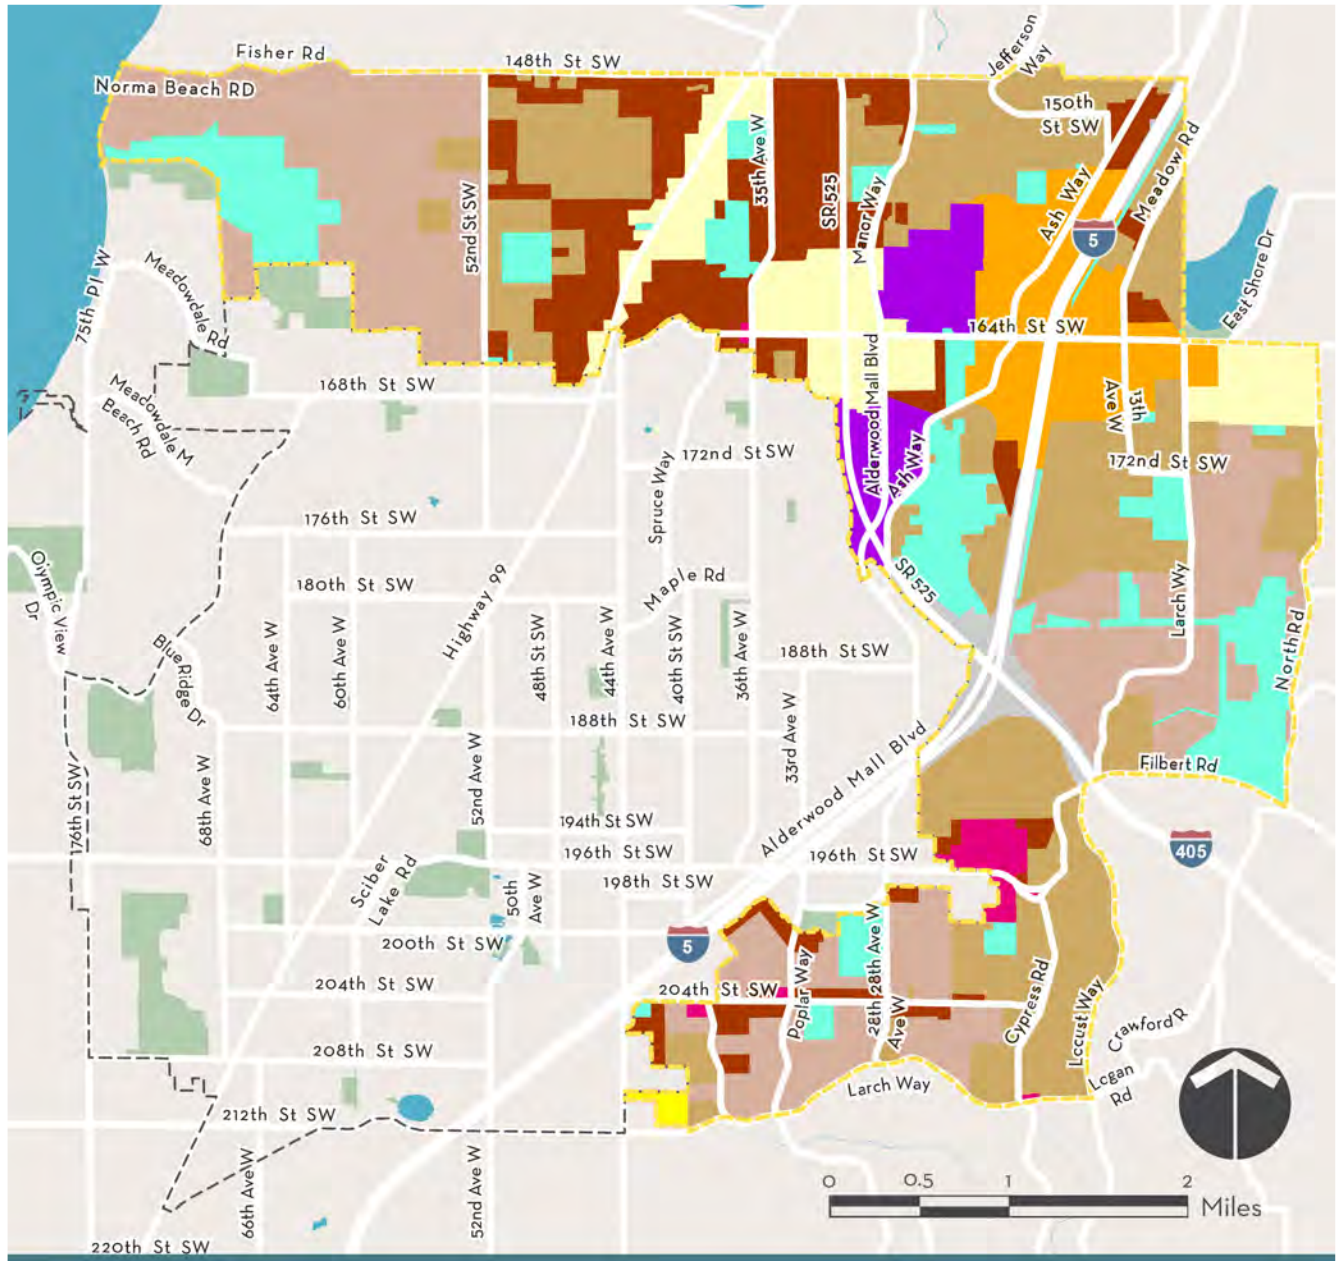 Fisher Rd
148th St SW
Jefferson
Way
Norma Beach RD
150th
St SW
35th Ave W
SR 525
Manor Way
Ash Way
Meadow Rd
5
52nd St SW
East Shore Dr
75th Pl W
Meadowdale
Rd
164th St SW
Alderwood Mall Blvd
168th St SW
Meadowdale M
Beach Rd
13th
Ave W
Ash Way
172nd St SW
172nd St SW
Spruce Way
176th St SW
Olympic View
Dr
180th St SW
Maple Rd
SR 525
Highway 99
Larch Wy
North Rd
Blue Ridge Dr
64th Ave W
60th Ave W
48th St SW
44th Ave W
40th St SW
36th Ave W
188th St SW
188th St SW
33rd Ave W
Alderwood Mall Blvd
Filbert Rd
176th St SW
68th Ave W
52nd Ave W
194th St SW
196th St SW
196th St SW
405
Sciber
Lake Rd
50th
Ave W
198th St SW
200th St SW
5
28th 28th Ave W
Ave W
Poplar Way
204th St SW
204th St SW
Cypress Rd
Lccust Way
Crawford R
Lcgan
Rd
208th St SW
Larch Way
212th St SW
66th Ave W
52nd Ave W
220th St SW
0 0.5 1 2
Miles